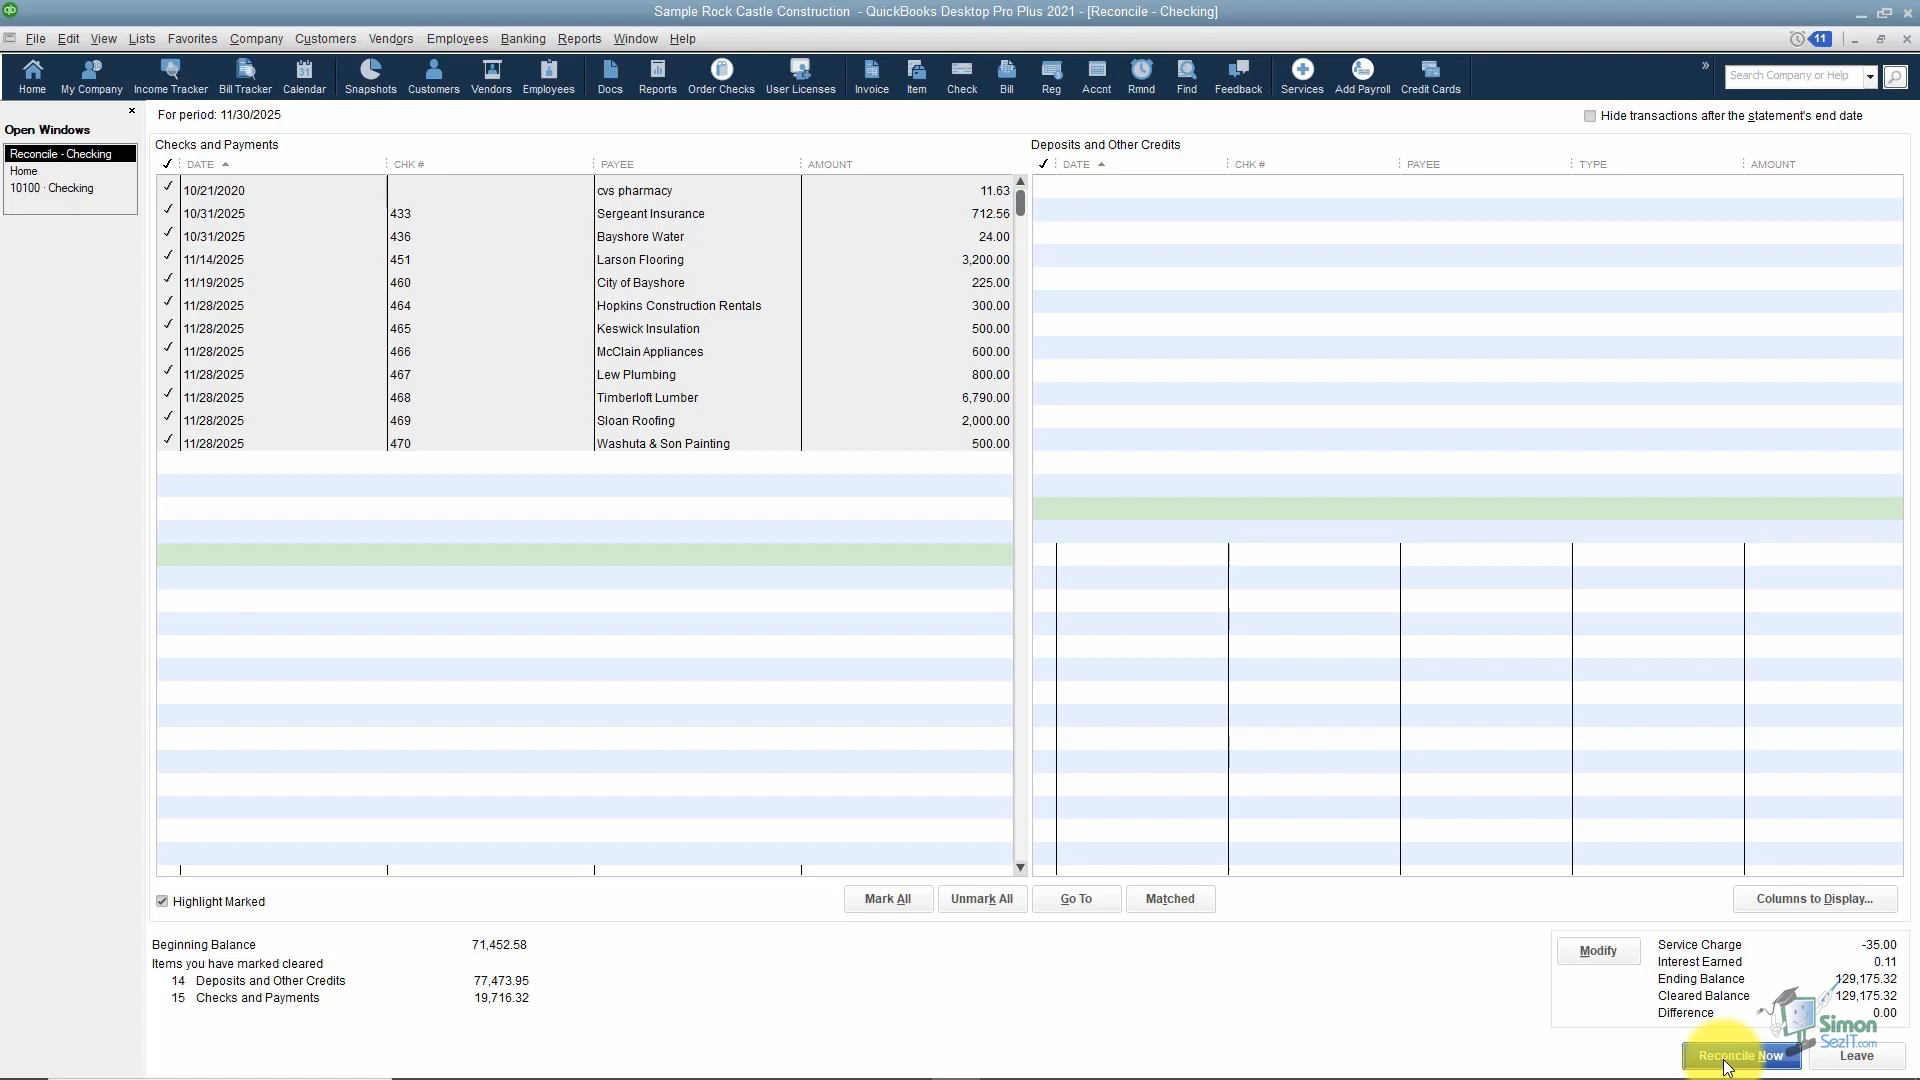 Sample Rock Castle Construction - QuickBooks Desktop Pro Plus 2021 - [Reconcile - Checking]
File Edit View Lists Favorites Company Customers Vendors Employees Banking Reports Window Help 11
Home My Company Income Tracker Bill Tracker Calendar Snapshots Customers Vendors Employees Docs Reports Order Checks User Licenses Invoice Item Check Bill Reg Accnt Rmnd Find Feedback Services Add Payroll Credit Cards » Search Company or Help
Open Windows
Reconcile - Checking
Home
10100 · Checking
For period: 11/30/2025
Hide transactions after the statement's end date
Checks and Payments
DATE CHK # PAYEE AMOUNT
10/21/2020 cvs pharmacy 11.63
10/31/2025 433 Sergeant Insurance 712.56
10/31/2025 436 Bayshore Water 24.00
11/14/2025 451 Larson Flooring 3,200.00
11/19/2025 460 City of Bayshore 225.00
11/28/2025 464 Hopkins Construction Rentals 300.00
11/28/2025 465 Keswick Insulation 500.00
11/28/2025 466 McClain Appliances 600.00
11/28/2025 467 Lew Plumbing 800.00
11/28/2025 468 Timberloft Lumber 6,790.00
11/28/2025 469 Sloan Roofing 2,000.00
11/28/2025 470 Washuta & Son Painting 500.00
Deposits and Other Credits
DATE CHK # PAYEE TYPE AMOUNT
Highlight Marked
Mark All Unmark All Go To Matched Columns to Display...
Beginning Balance 71,452.58
Items you have marked cleared
14 Deposits and Other Credits 77,473.95
15 Checks and Payments 19,716.32
Modify
Service Charge -35.00
Interest Earned 0.11
Ending Balance 129,175.32
Cleared Balance 129,175.32
Difference 0.00
Simon
SezIT.com
Reconcile Now Leave